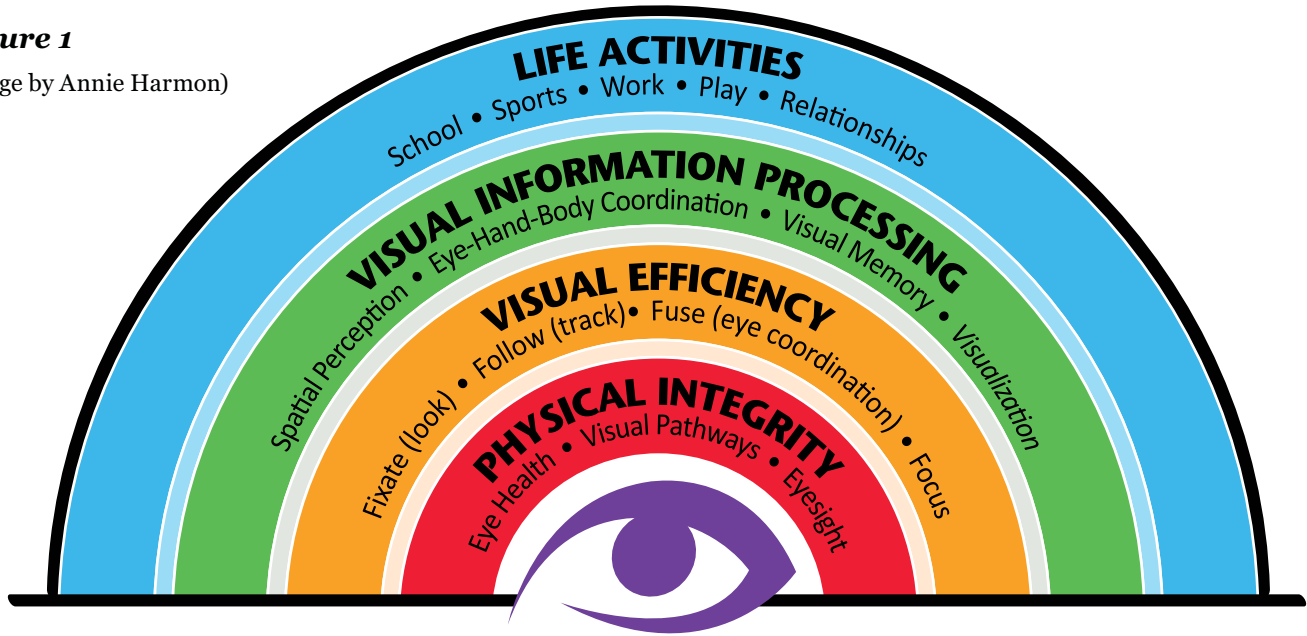 ure 1
ge by Annie Harmon)
LIFE ACTIVITIES
School • Sports • Work • Play • Relationships
VISUAL INFORMATION PROCESSING
Spatial Perception • Eye-Hand-Body Coordination • Visual Memory • Visualization
VISUAL EFFICIENCY
Fixate (look) • Follow (track)• Fuse (eye coordination) • Focus
PHYSICAL INTEGRITY
Eye Health • Visual Pathways • Eyesight